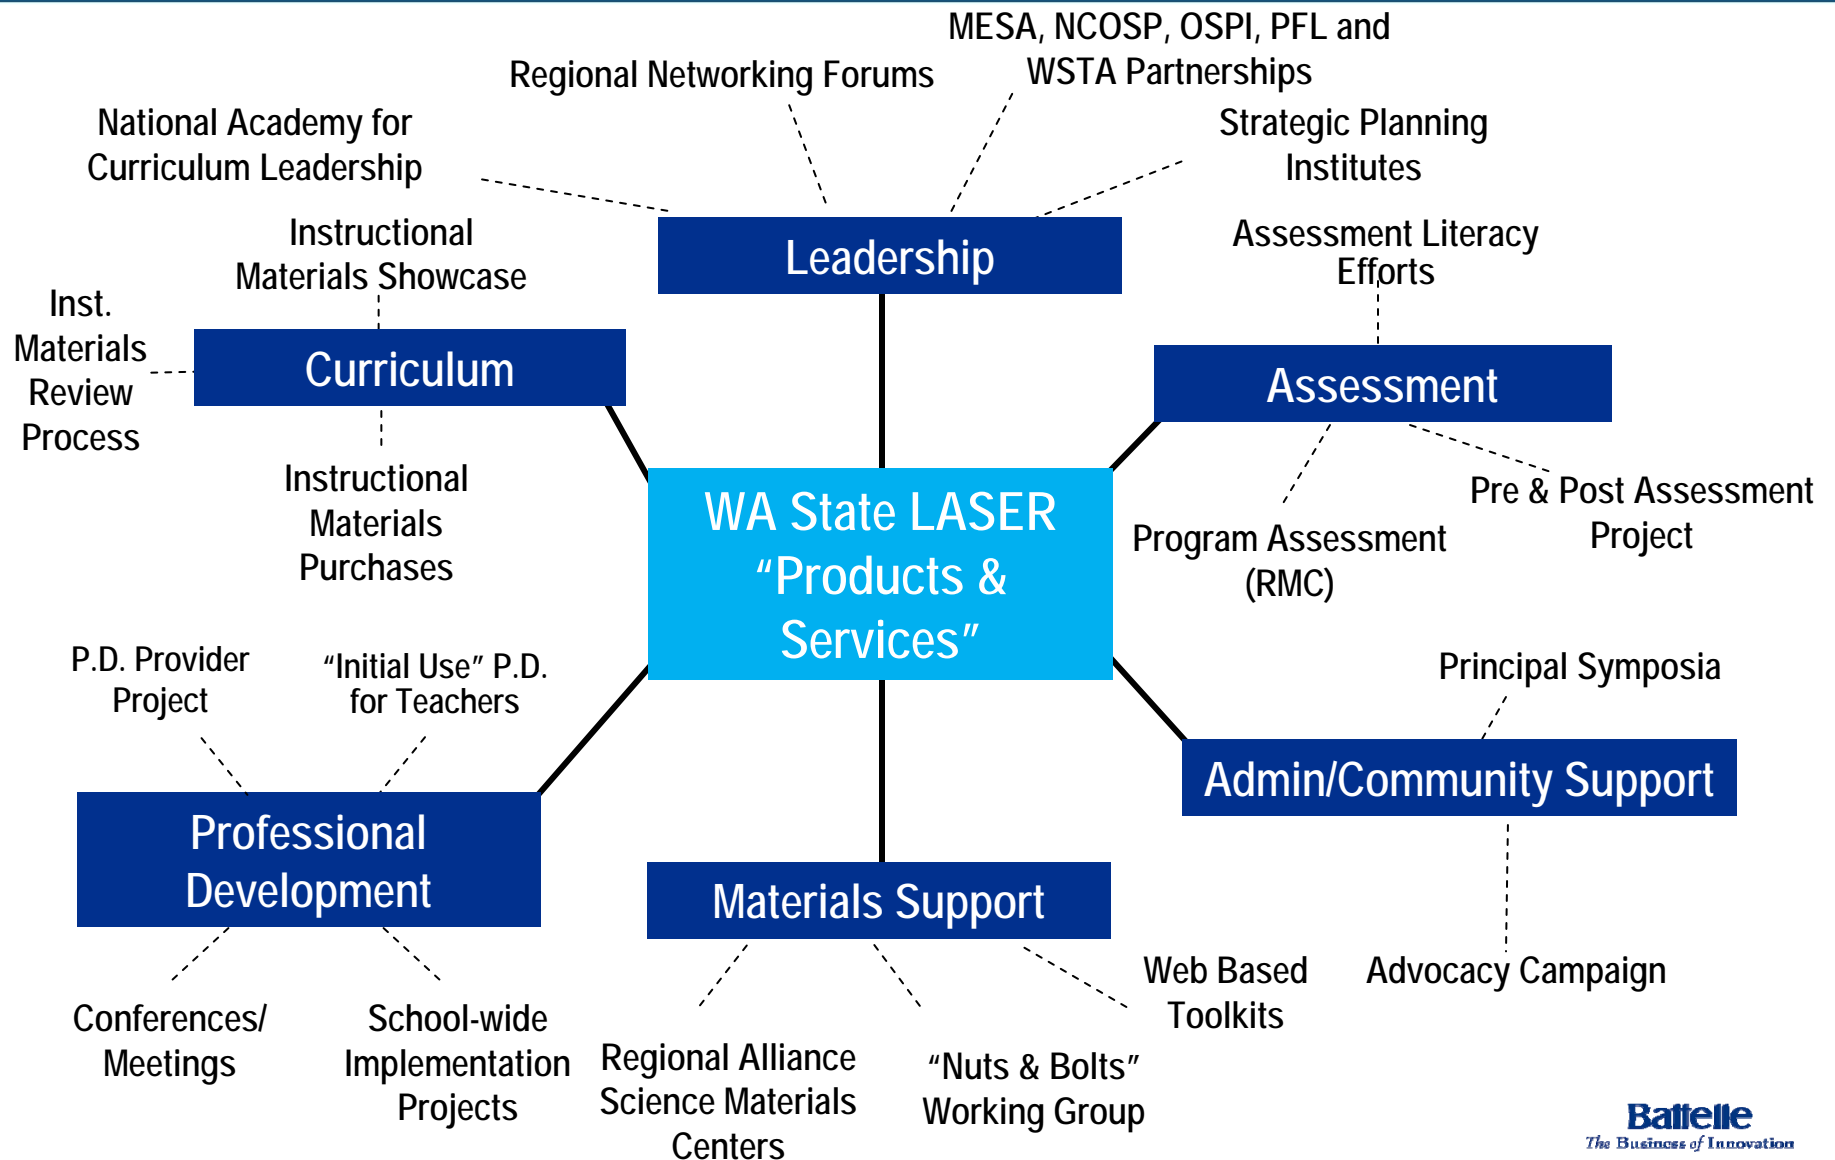 MESA, NCOSP, OSPI, PFL and
WSTA Partnerships
Regional Networking Forums
National Academy for
Curriculum Leadership
Strategic Planning
Institutes
Leadership
Instructional
Materials Showcase
Inst.
Materials
Review
Process
Curriculum
Instructional
Materials
Purchases
Assessment Literacy
Efforts
Assessment
Program Assessment
(RMC)
Pre & Post Assessment
Project
WA State LASER
“Products &
Services”
P.D. Provider
Project
“Initial Use” P.D.
for Teachers
Professional
Development
Conferences/
Meetings
School-wide
Implementation
Projects
Materials Support
Regional Alliance
Science Materials
Centers
“Nuts & Bolts”
Working Group
Web Based
Toolkits
Principal Symposia
Admin/Community Support
Advocacy Campaign
Battelle
The Business of Innovation